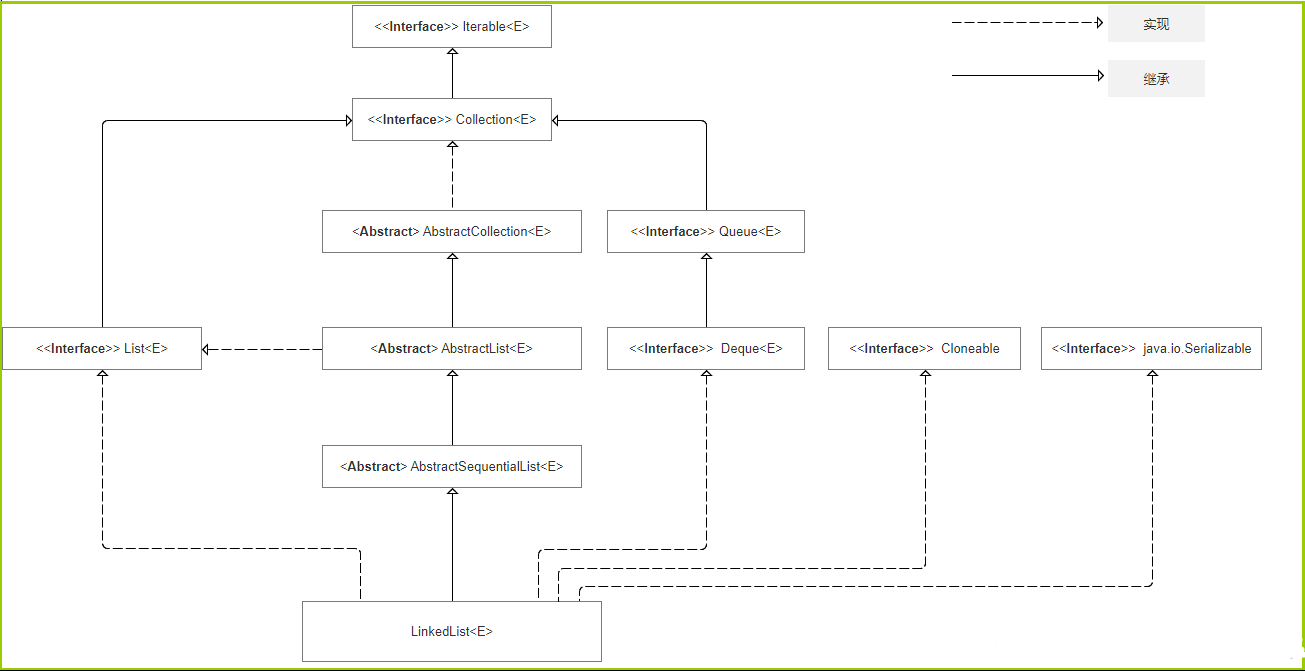 <<Interface>> Iterable<E>
实现
继承
<<Interface>> Collection<E>
<Abstract> AbstractCollection<E>
<<Interface>> Queue<E>
<<Interface>> List<E>
<Abstract> AbstractList<E>
<<Interface>> Deque<E>
<<Interface>> Cloneable
<<Interface>> java.io.Serializable
<Abstract> AbstractSequentialList<E>
LinkedList<E>